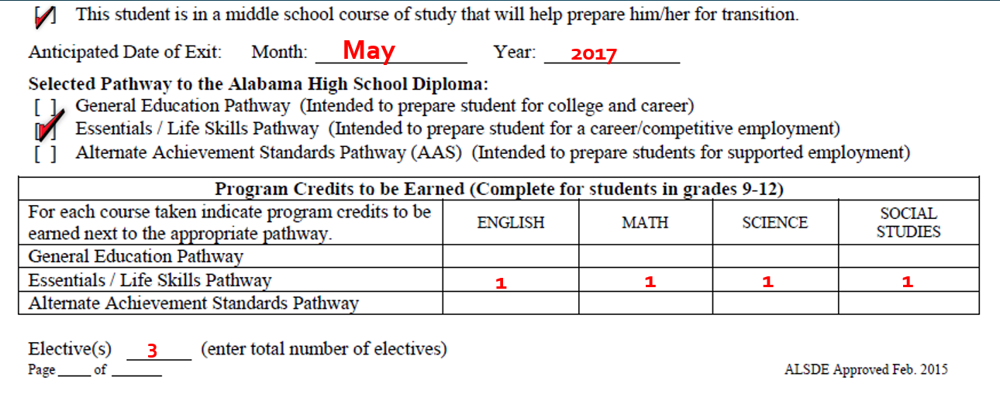 [✓] This student is in a middle school course of study that will help prepare him/her for transition.
Anticipated Date of Exit: Month: May Year: 2017
Selected Pathway to the Alabama High School Diploma:
[ ] General Education Pathway (Intended to prepare student for college and career)
[✓] Essentials / Life Skills Pathway (Intended to prepare student for a career/competitive employment)
[ ] Alternate Achievement Standards Pathway (AAS) (Intended to prepare students for supported employment)
Program Credits to be Earned (Complete for students in grades 9-12)
For each course taken indicate program credits to be
earned next to the appropriate pathway.
ENGLISH
MATH
SCIENCE
SOCIAL
STUDIES
General Education Pathway
Essentials / Life Skills Pathway 1 1 1 1
Alternate Achievement Standards Pathway
Elective(s) 3 (enter total number of electives)
Page ____ of ______ ALSDE Approved Feb. 2015